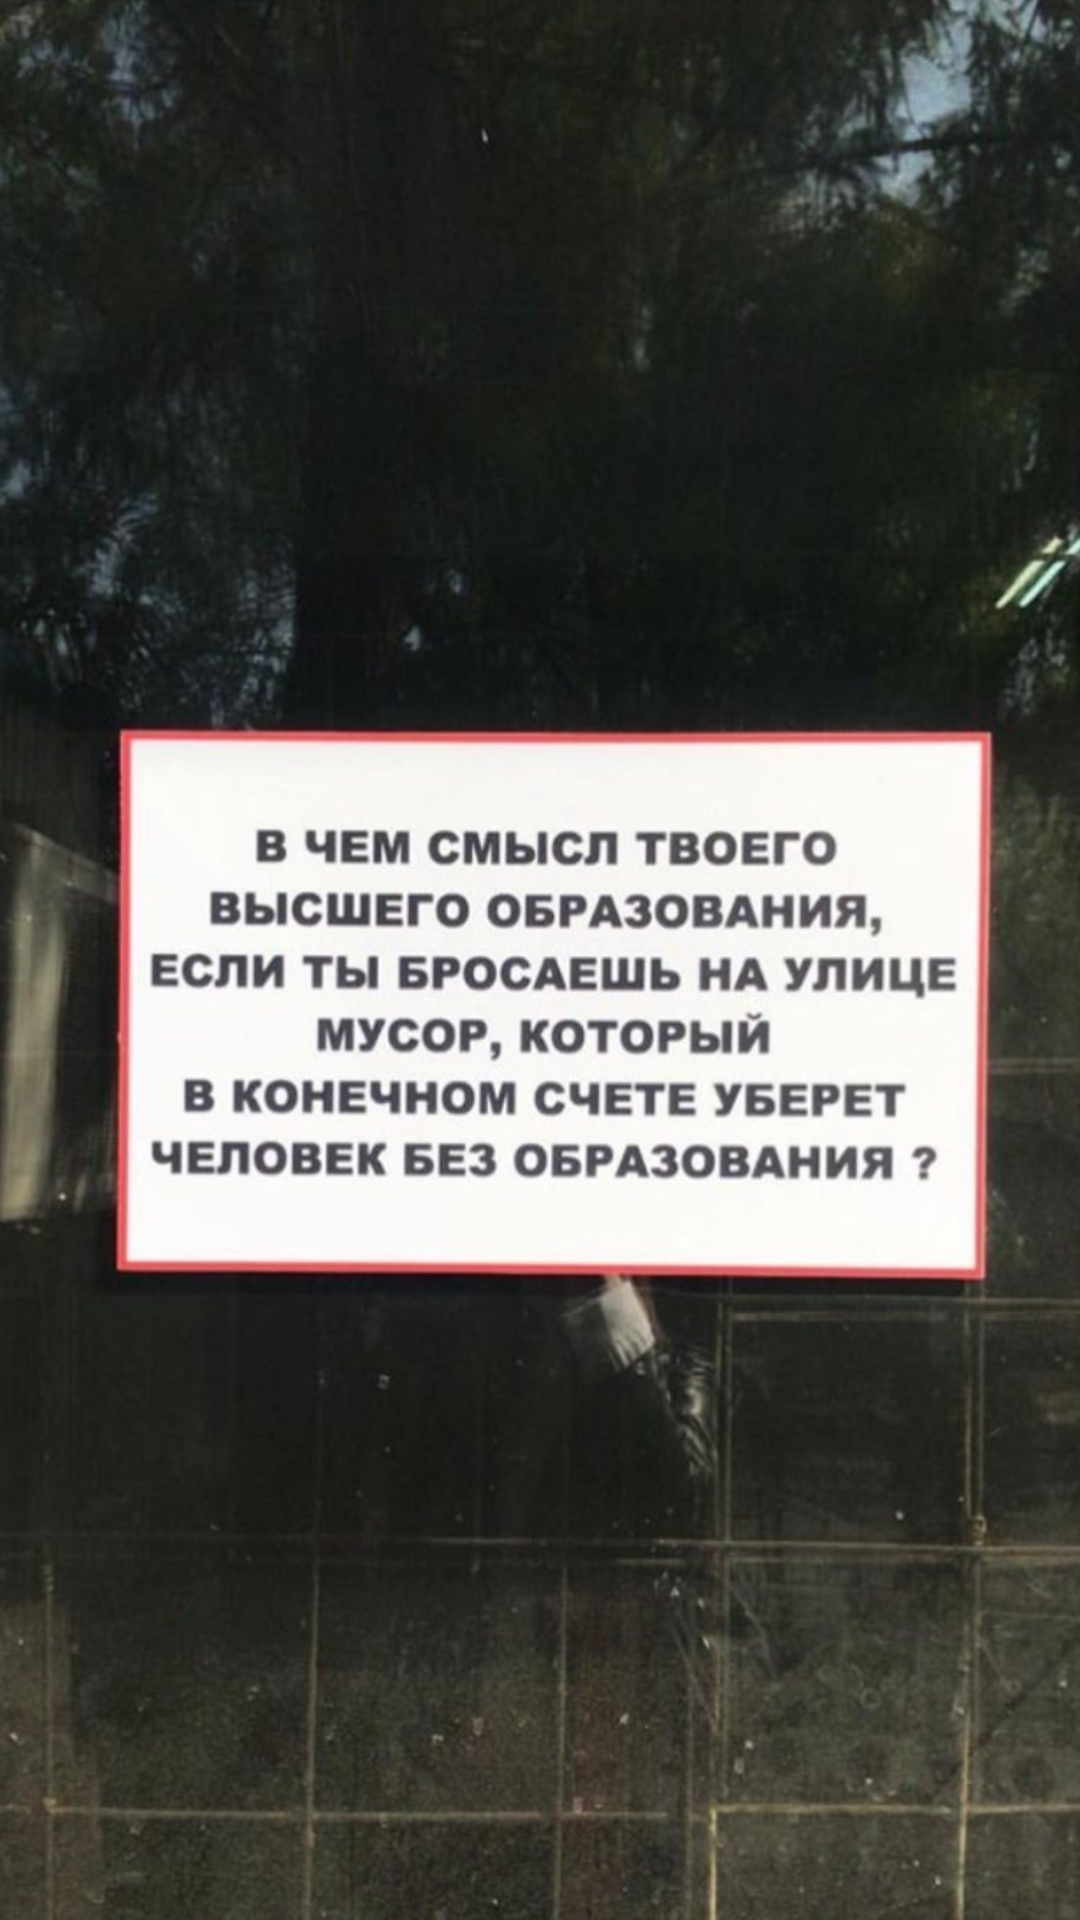 В ЧЕМ СМЫСЛ ТВОЕГО
ВЫСШЕГО ОБРАЗОВАНИЯ,
ЕСЛИ ТЫ БРОСАЕШЬ НА УЛИЦЕ
МУСОР, КОТОРЫЙ
В КОНЕЧНОМ СЧЕТЕ УБЕРЕТ
ЧЕЛОВЕК БЕЗ ОБРАЗОВАНИЯ ?